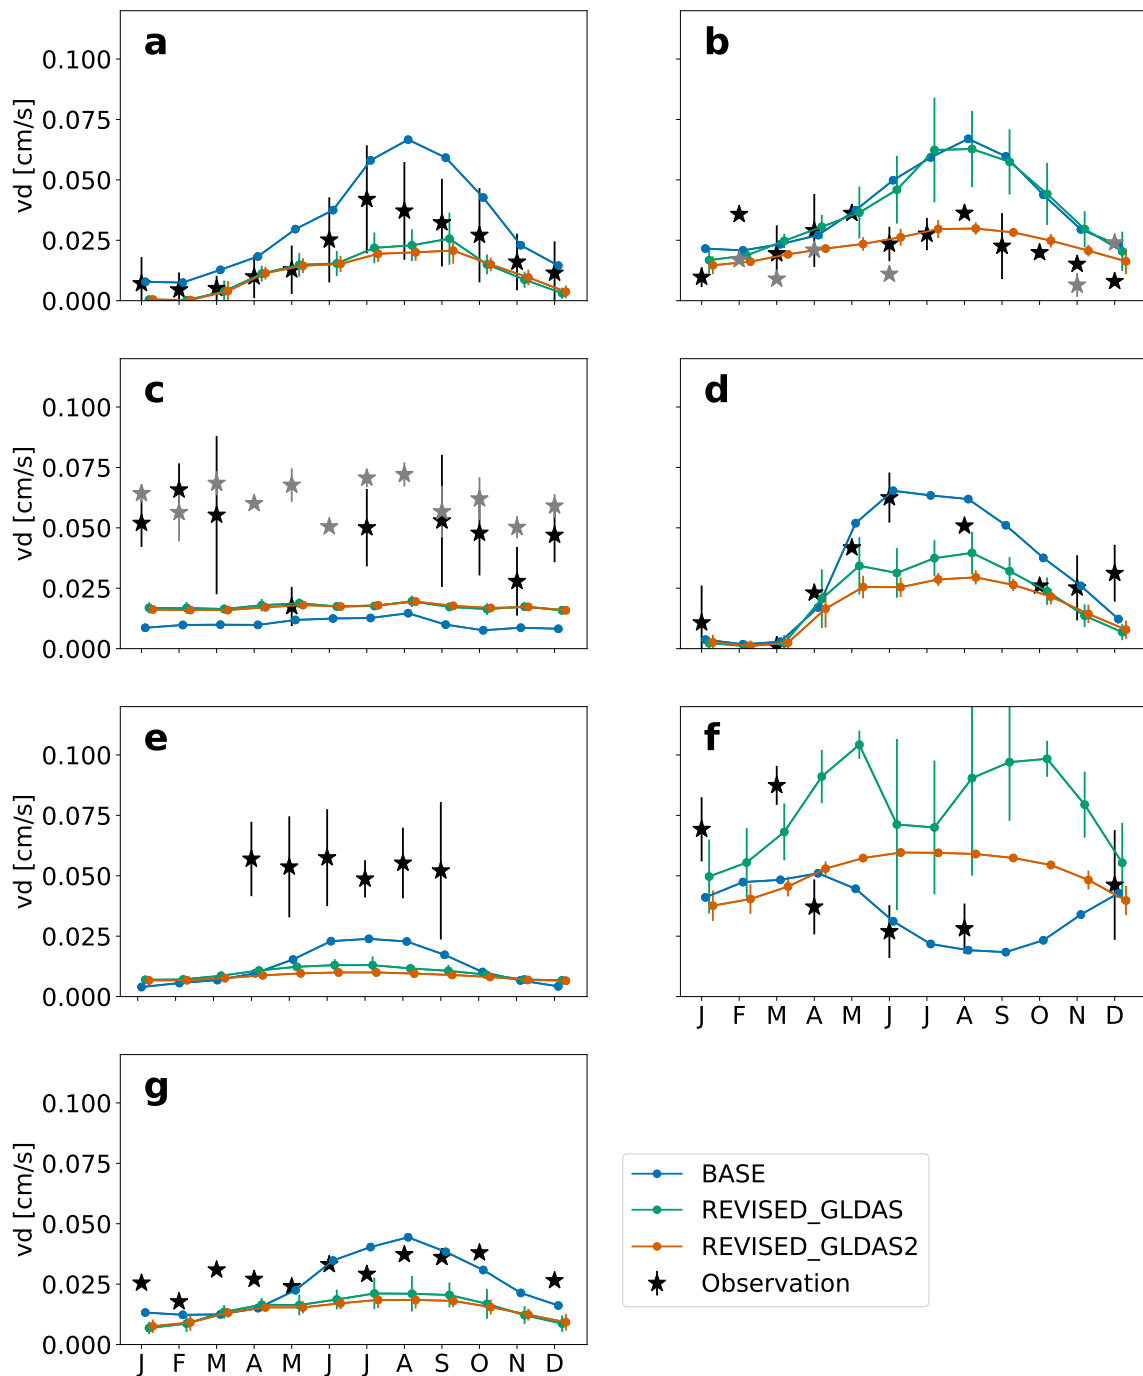 a
b
0.100
0.075
0.050
0.025
0.000
vd [cm/s]
c
d
0.100
0.075
0.050
0.025
0.000
vd [cm/s]
e
f
0.100
0.075
0.050
0.025
0.000
vd [cm/s]
J F M A M J J A S O N D
g
0.100
0.075
0.050
0.025
0.000
vd [cm/s]
J F M A M J J A S O N D
BASE
REVISED_GLDAS
REVISED_GLDAS2
Observation